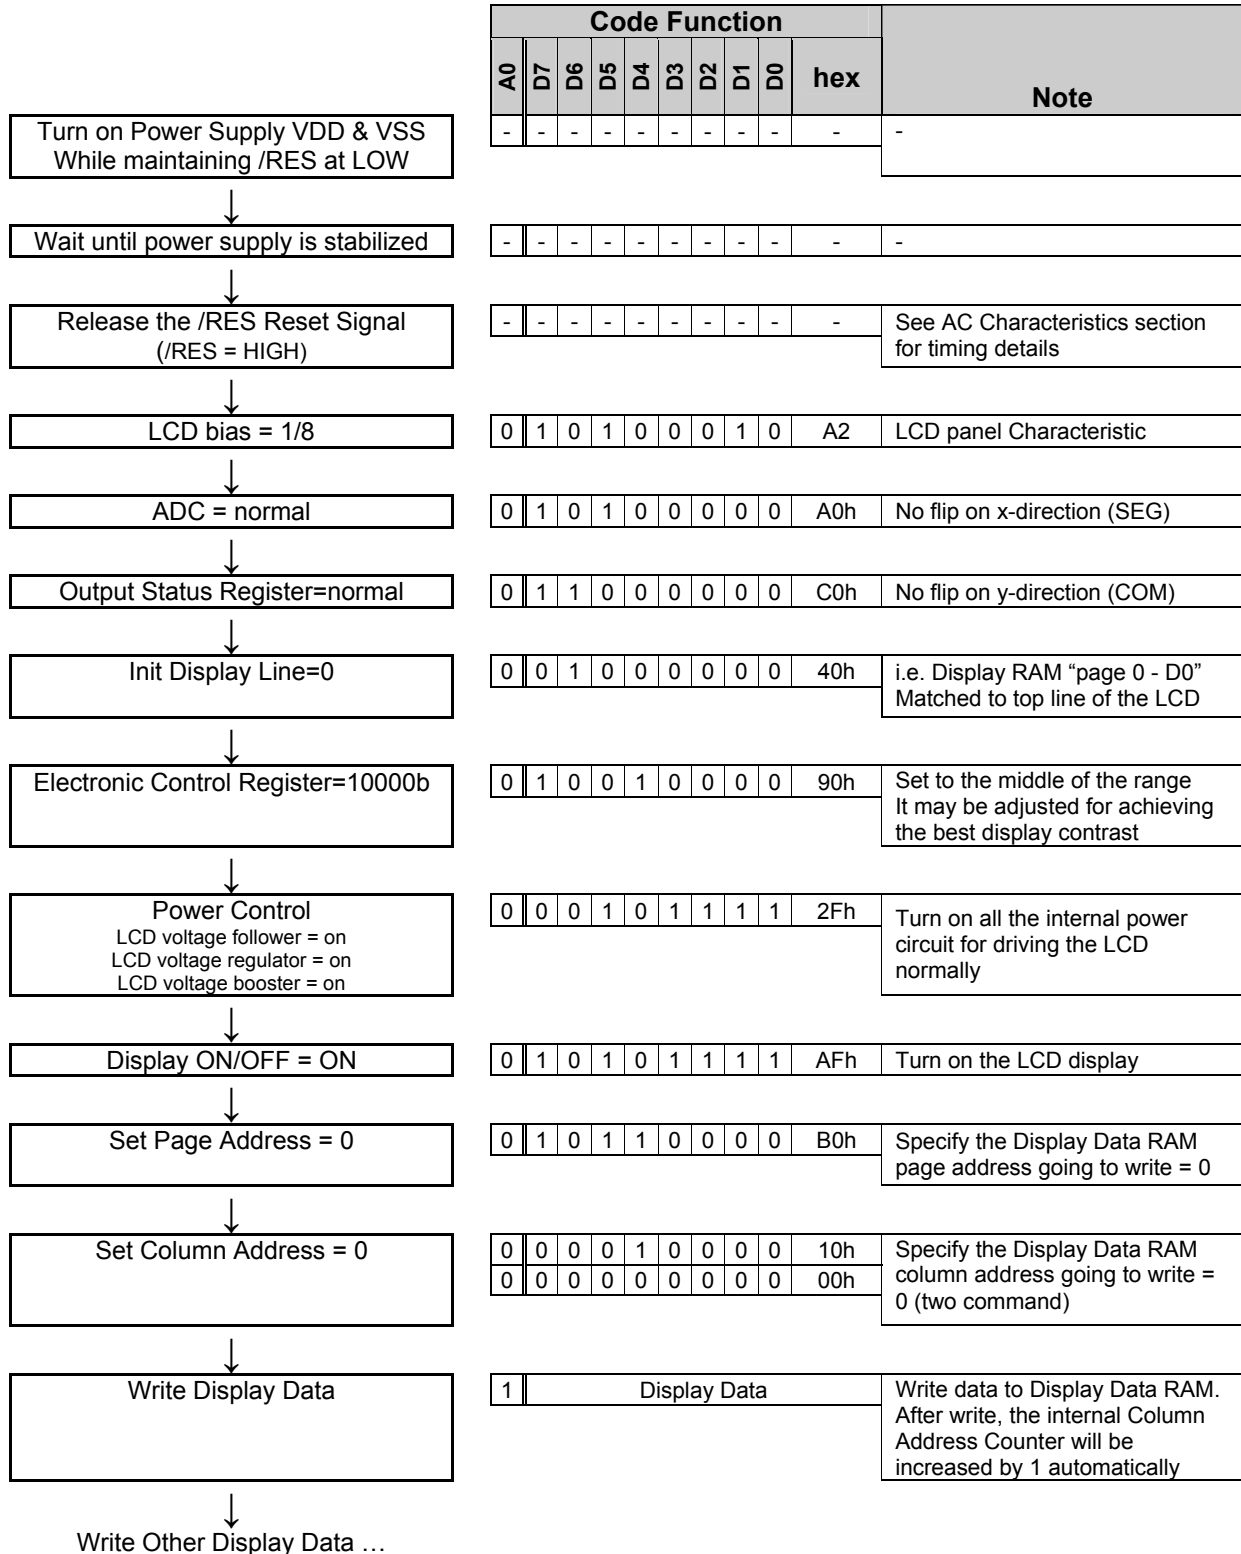 Code Function
A0 D7 D6 D5 D4 D3 D2 D1 D0 hex Note
Turn on Power Supply VDD & VSS - - - - - - - - - - -
While maintaining /RES at LOW
↓
Wait until power supply is stabilized - - - - - - - - - - -
↓
Release the /RES Reset Signal - - - - - - - - - - See AC Characteristics section
(/RES = HIGH) for timing details
↓
LCD bias = 1/8 0 1 0 1 0 0 0 1 0 A2 LCD panel Characteristic
↓
ADC = normal 0 1 0 1 0 0 0 0 0 A0h No flip on x-direction (SEG)
↓
Output Status Register=normal 0 1 1 0 0 0 0 0 0 C0h No flip on y-direction (COM)
↓
Init Display Line=0 0 0 1 0 0 0 0 0 0 40h i.e. Display RAM “page 0 - D0”
Matched to top line of the LCD
↓
Electronic Control Register=10000b 0 1 0 0 1 0 0 0 0 90h Set to the middle of the range
It may be adjusted for achieving
the best display contrast
↓
Power Control 0 0 0 1 0 1 1 1 1 2Fh Turn on all the internal power
LCD voltage follower = on circuit for driving the LCD
LCD voltage regulator = on normally
LCD voltage booster = on
↓
Display ON/OFF = ON 0 1 0 1 0 1 1 1 1 AFh Turn on the LCD display
↓
Set Page Address = 0 0 1 0 1 1 0 0 0 0 B0h Specify the Display Data RAM
page address going to write = 0
↓
Set Column Address = 0 0 0 0 0 1 0 0 0 0 10h Specify the Display Data RAM
0 0 0 0 0 0 0 0 0 00h column address going to write =
0 (two command)
↓
Write Display Data 1 Display Data Write data to Display Data RAM.
After write, the internal Column
Address Counter will be
increased by 1 automatically
↓
Write Other Display Data …